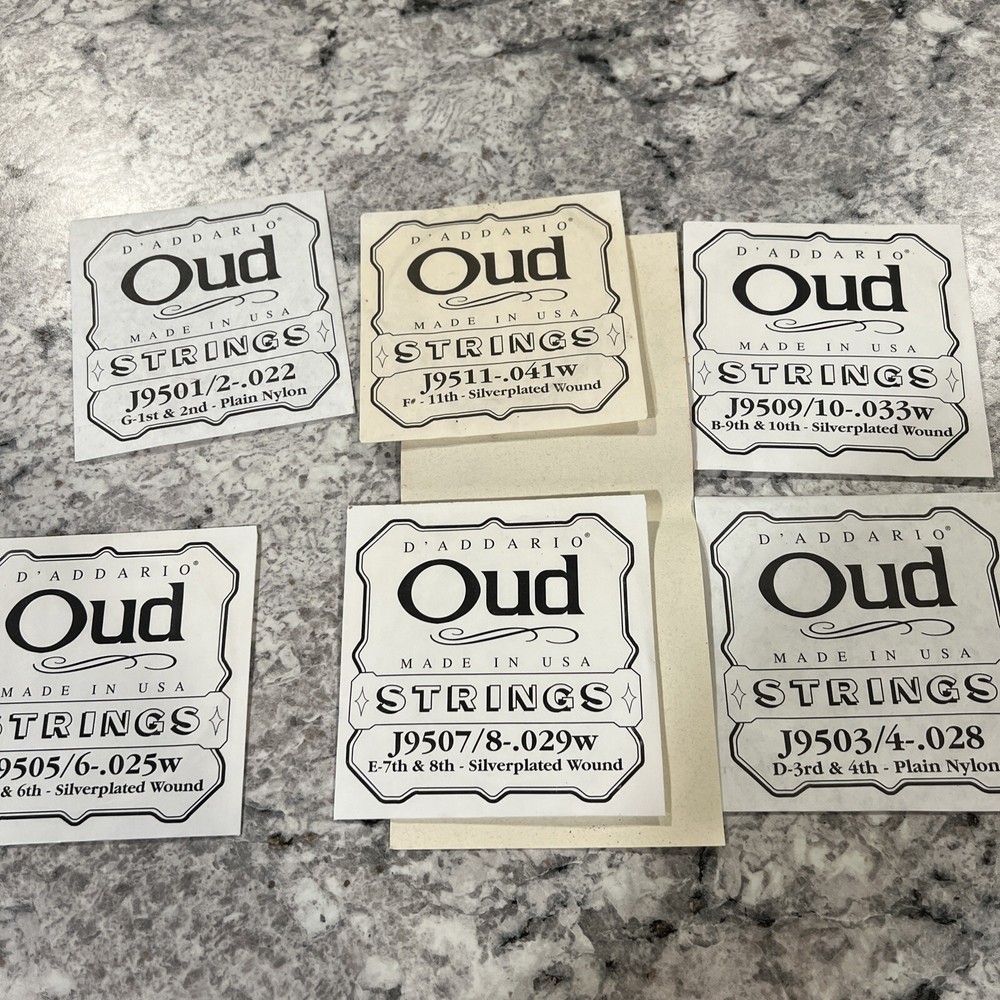 D'ADDARIO®
Oud
MADE IN USA
STRINGS
J9501/2-.022
G-1st & 2nd - Plain Nylon
D'ADDARIO®
Oud
MADE IN USA
STRINGS
J9511-.041w
F# - 11th - Silverplated Wound
D'ADDARIO®
Oud
MADE IN USA
STRINGS
J9509/10-.033w
B-9th & 10th - Silverplated Wound
D'ADDARIO®
Oud
MADE IN USA
STRINGS
9505/6-.025w
& 6th - Silverplated Wound
D'ADDARIO®
Oud
MADE IN USA
STRINGS
J9507/8-.029w
E-7th & 8th - Silverplated Wound
D'ADDARIO®
Oud
MADE IN USA
STRINGS
J9503/4-.028
D-3rd & 4th - Plain Nylon